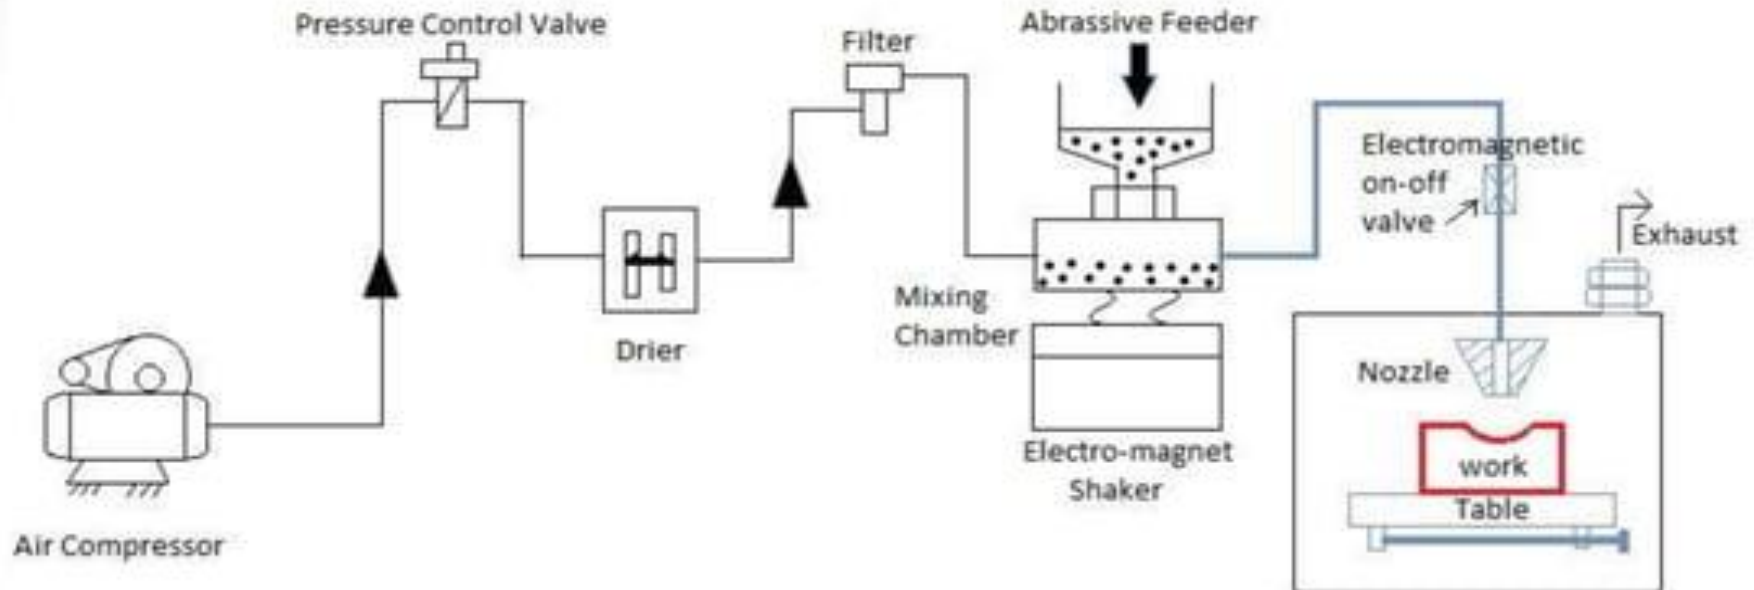 Pressure Control Valve
Filter
Abrassive Feeder
Electromagnetic
on-off
valve
Exhaust
Mixing
Chamber
Drier
Nozzle
Electro-magnet
Shaker
work
Table
Air Compressor